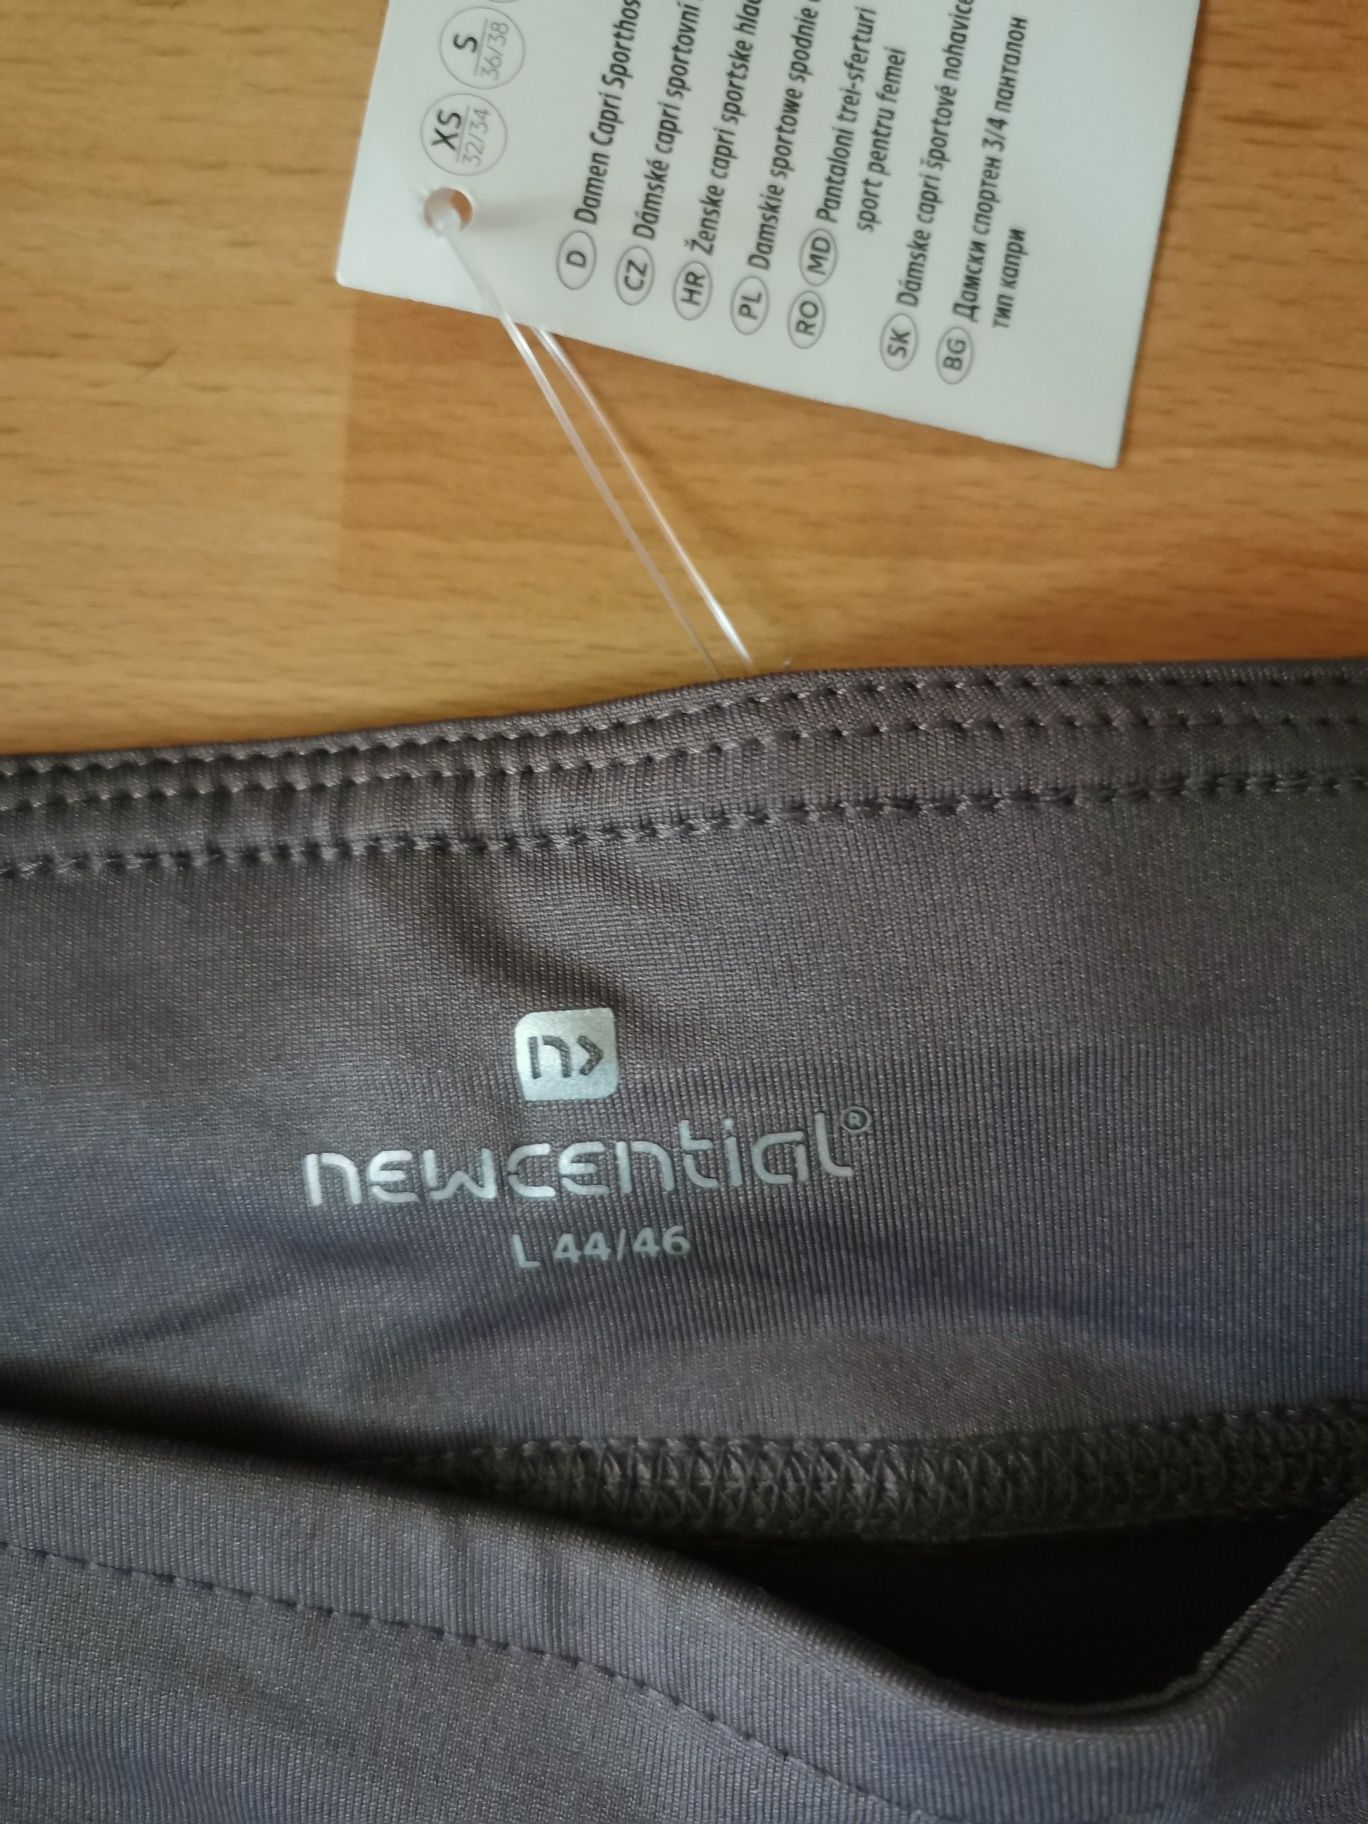 XS
32/34
S
36/38
D Damen Capri
CZ Dámské capri sportovní
HR Ženske capri sportske
PL Damskie sportowe spodnie
RO MD Pantaloni trei-sferturi
sport pentru femei
SK Dámske capri športové nohavice
BG Дамски спортен 3/4 панталон
тип капри
n>
newcential®
L 44/46